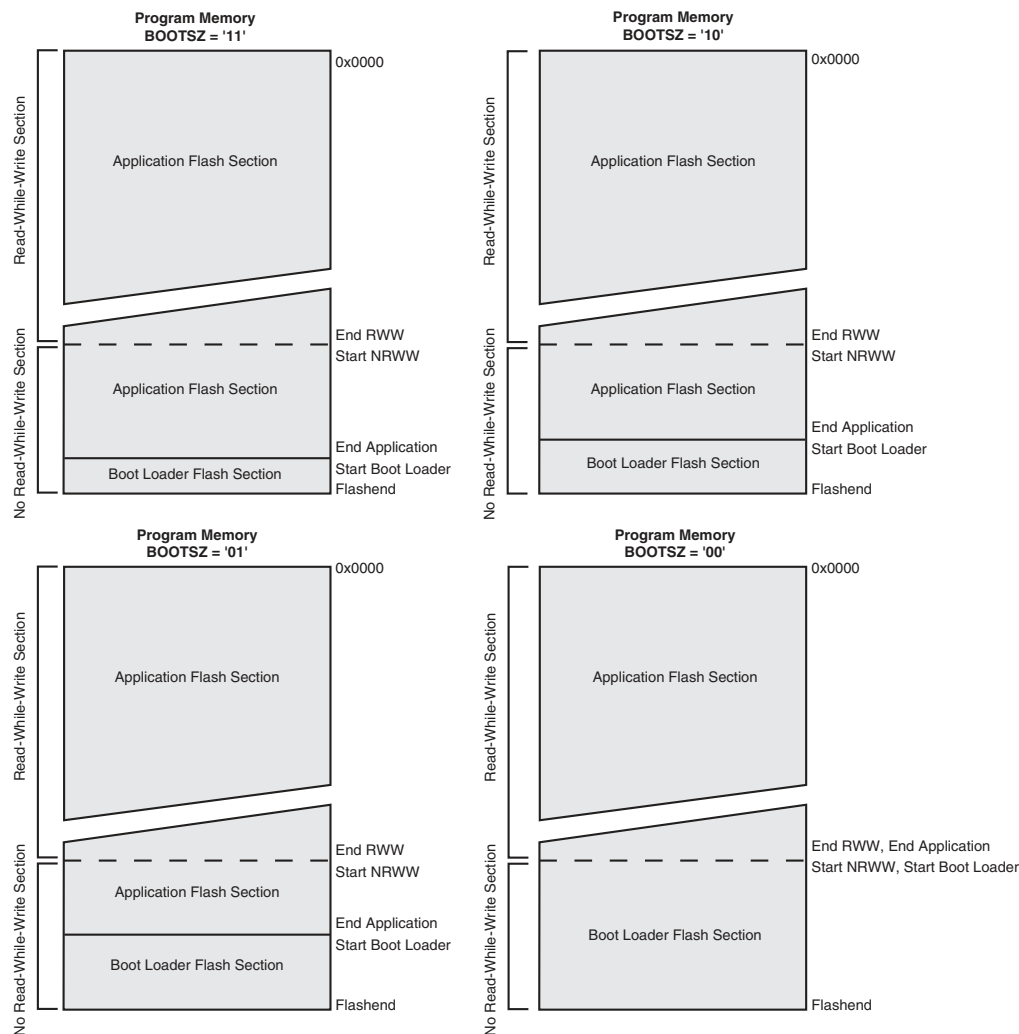 Program Memory
BOOTSZ = '11'
0x0000
Read-While-Write Section
Application Flash Section
End RWW
Start NRWW
No Read-While-Write Section
Application Flash Section
End Application
Start Boot Loader
Boot Loader Flash Section
Flashend
Program Memory
BOOTSZ = '10'
0x0000
Read-While-Write Section
Application Flash Section
End RWW
Start NRWW
No Read-While-Write Section
Application Flash Section
End Application
Start Boot Loader
Boot Loader Flash Section
Flashend
Program Memory
BOOTSZ = '01'
0x0000
Read-While-Write Section
Application Flash Section
End RWW
Start NRWW
No Read-While-Write Section
Application Flash Section
End Application
Start Boot Loader
Boot Loader Flash Section
Flashend
Program Memory
BOOTSZ = '00'
0x0000
Read-While-Write Section
Application Flash Section
End RWW, End Application
Start NRWW, Start Boot Loader
No Read-While-Write Section
Boot Loader Flash Section
Flashend